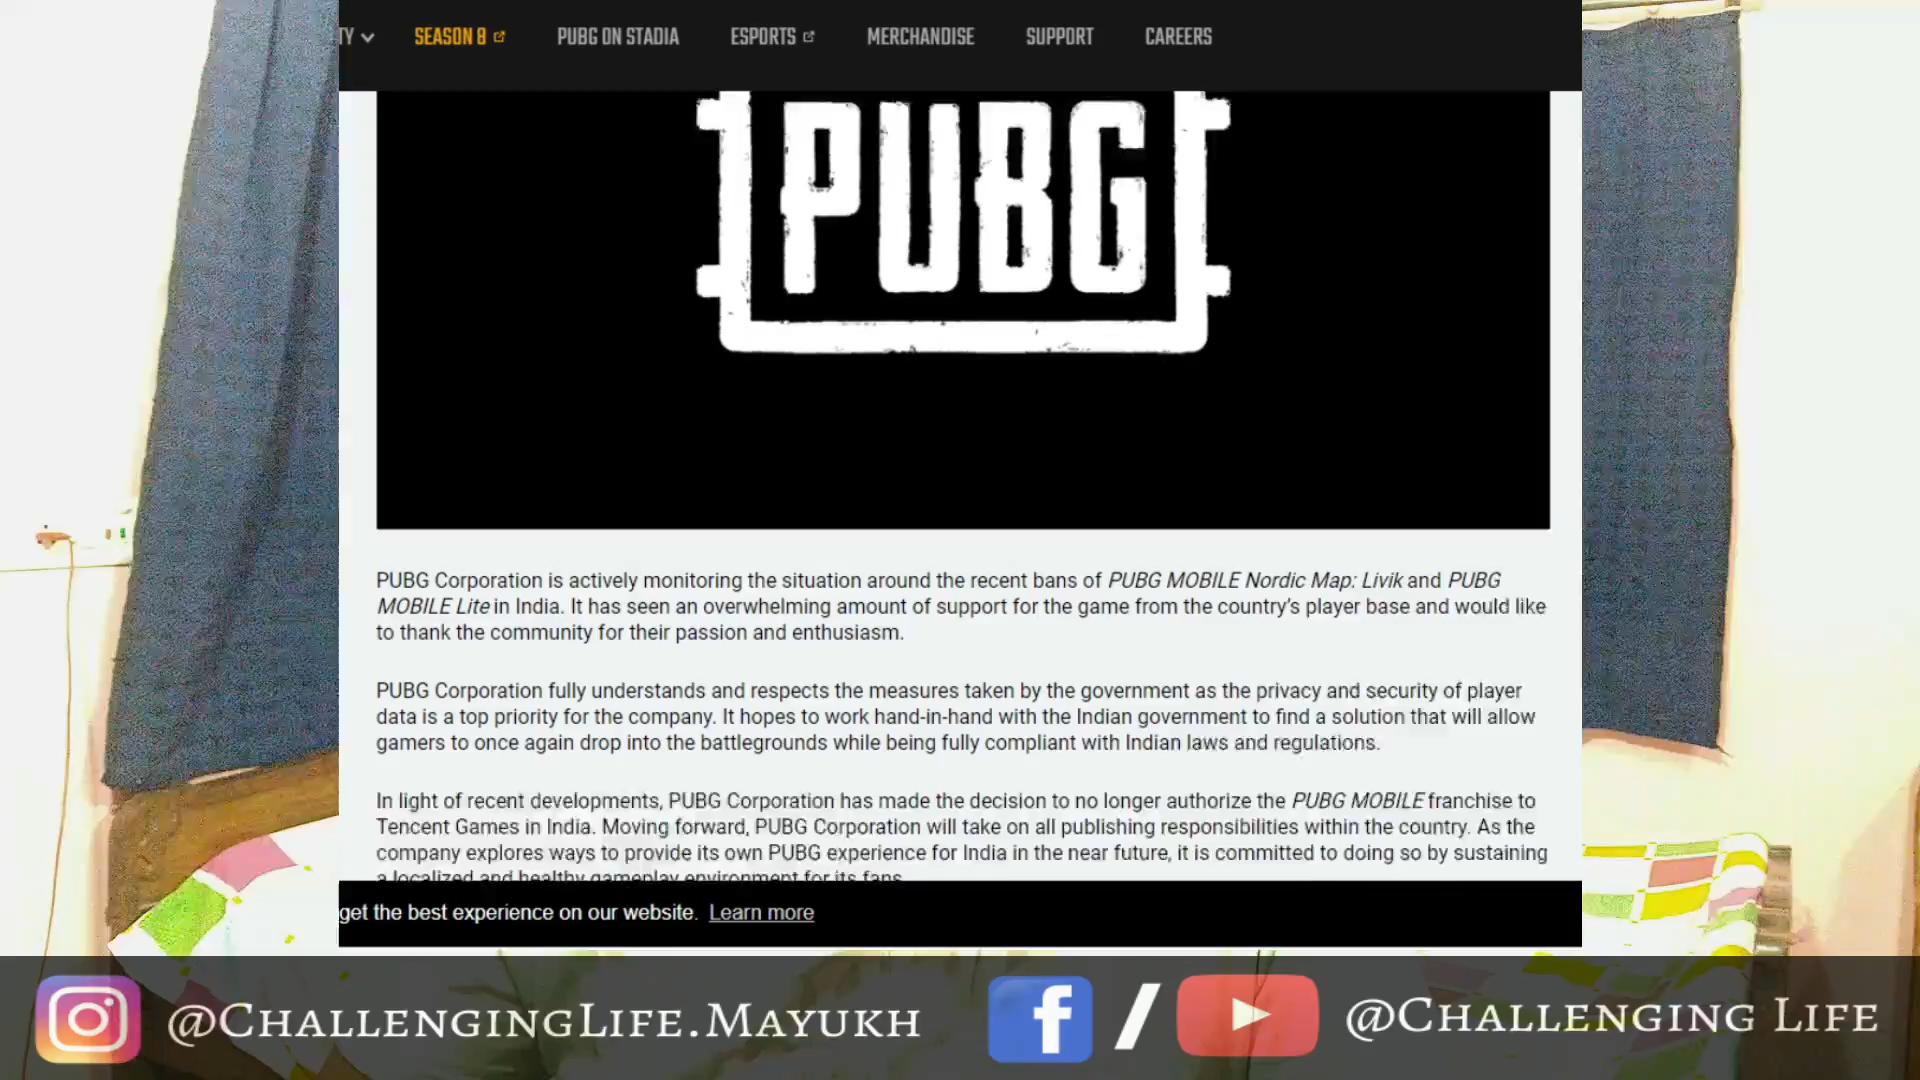 TY SEASON 8 PUBG ON STADIA ESPORTS MERCHANDISE SUPPORT CAREERS
PUBG
PUBG Corporation is actively monitoring the situation around the recent bans of PUBG MOBILE Nordic Map: Livik and PUBG
MOBILE Lite in India. It has seen an overwhelming amount of support for the game from the country's player base and would like
to thank the community for their passion and enthusiasm.
PUBG Corporation fully understands and respects the measures taken by the government as the privacy and security of player
data is a top priority for the company. It hopes to work hand-in-hand with the Indian government to find a solution that will allow
gamers to once again drop into the battlegrounds while being fully compliant with Indian laws and regulations.
In light of recent developments, PUBG Corporation has made the decision to no longer authorize the PUBG MOBILE franchise to
Tencent Games in India. Moving forward, PUBG Corporation will take on all publishing responsibilities within the country. As the
company explores ways to provide its own PUBG experience for India in the near future, it is committed to doing so by sustaining
a localized and healthy gameplay environment for its fans.
get the best experience on our website. Learn more
@ChallengingLife.Mayukh f / @Challenging Life